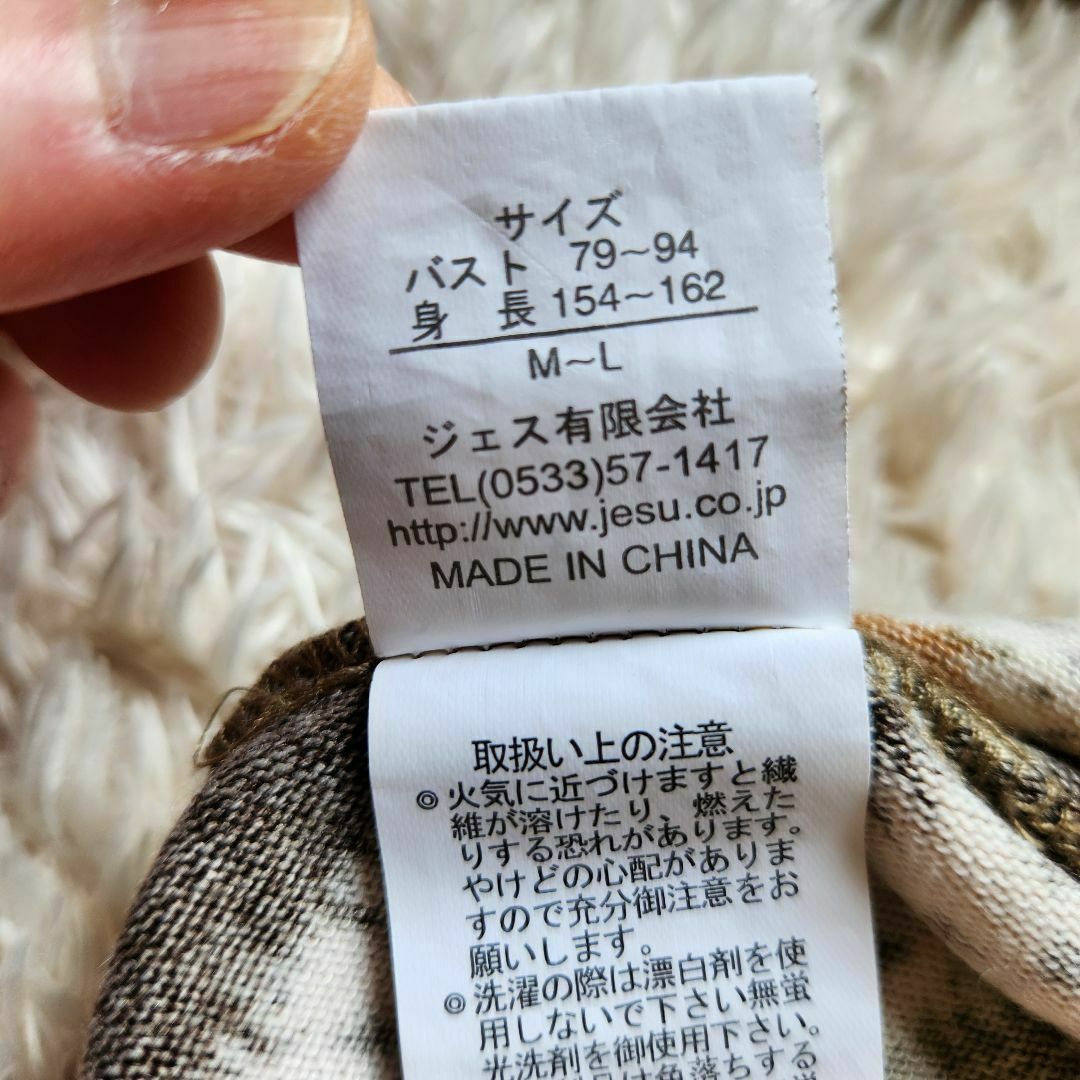 サイズ
バスト 79～94
身　長 154～162
M～L
ジェス有限会社
TEL(0533)57-1417
http://www.jesu.co.jp
MADE IN CHINA
取扱い上の注意
◎火気に近づけますと繊
維が溶けたり、燃えた
りする恐れがあります。
やけどの心配がありま
すので充分御注意をお
願いします。
◎洗濯の際は漂白剤を使
用しないで下さい無蛍
光洗剤を御使用下さい。
は色落ちする